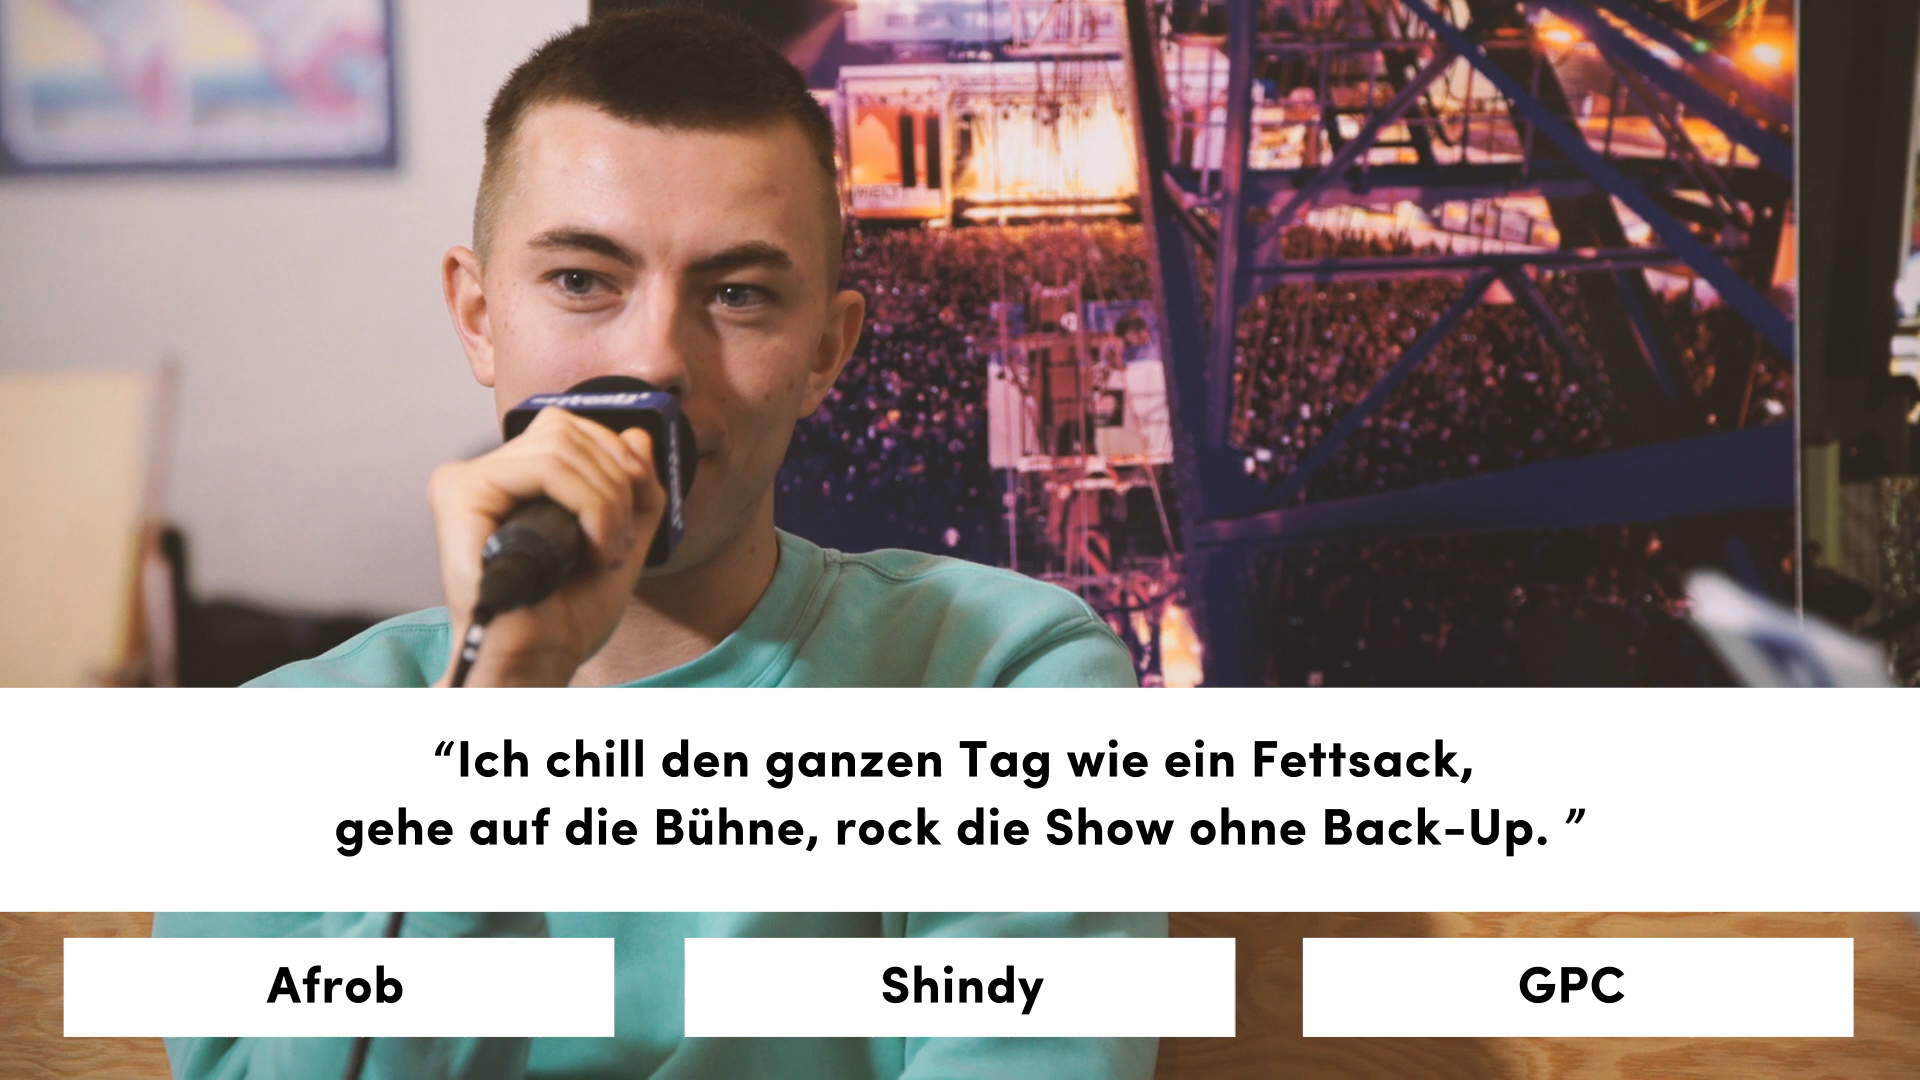 “Ich chill den ganzen Tag wie ein Fettsack,
gehe auf die Bühne, rock die Show ohne Back-Up. ”
Afrob
Shindy
GPC